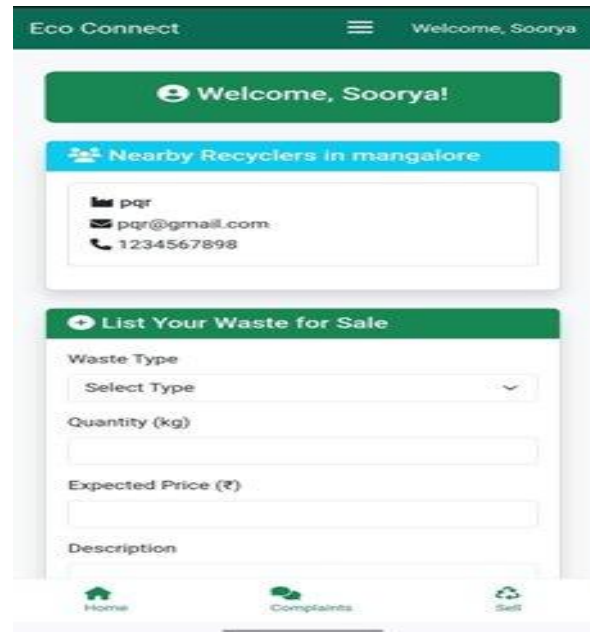 Eco Connect Welcome, Soorya
Welcome, Soorya!
Nearby Recyclers in mangalore
pqr
pqr@gmail.com
1234567898
List Your Waste for Sale
Waste Type
Select Type
Quantity (kg)
Expected Price (₹)
Description
Home Complaints Sell